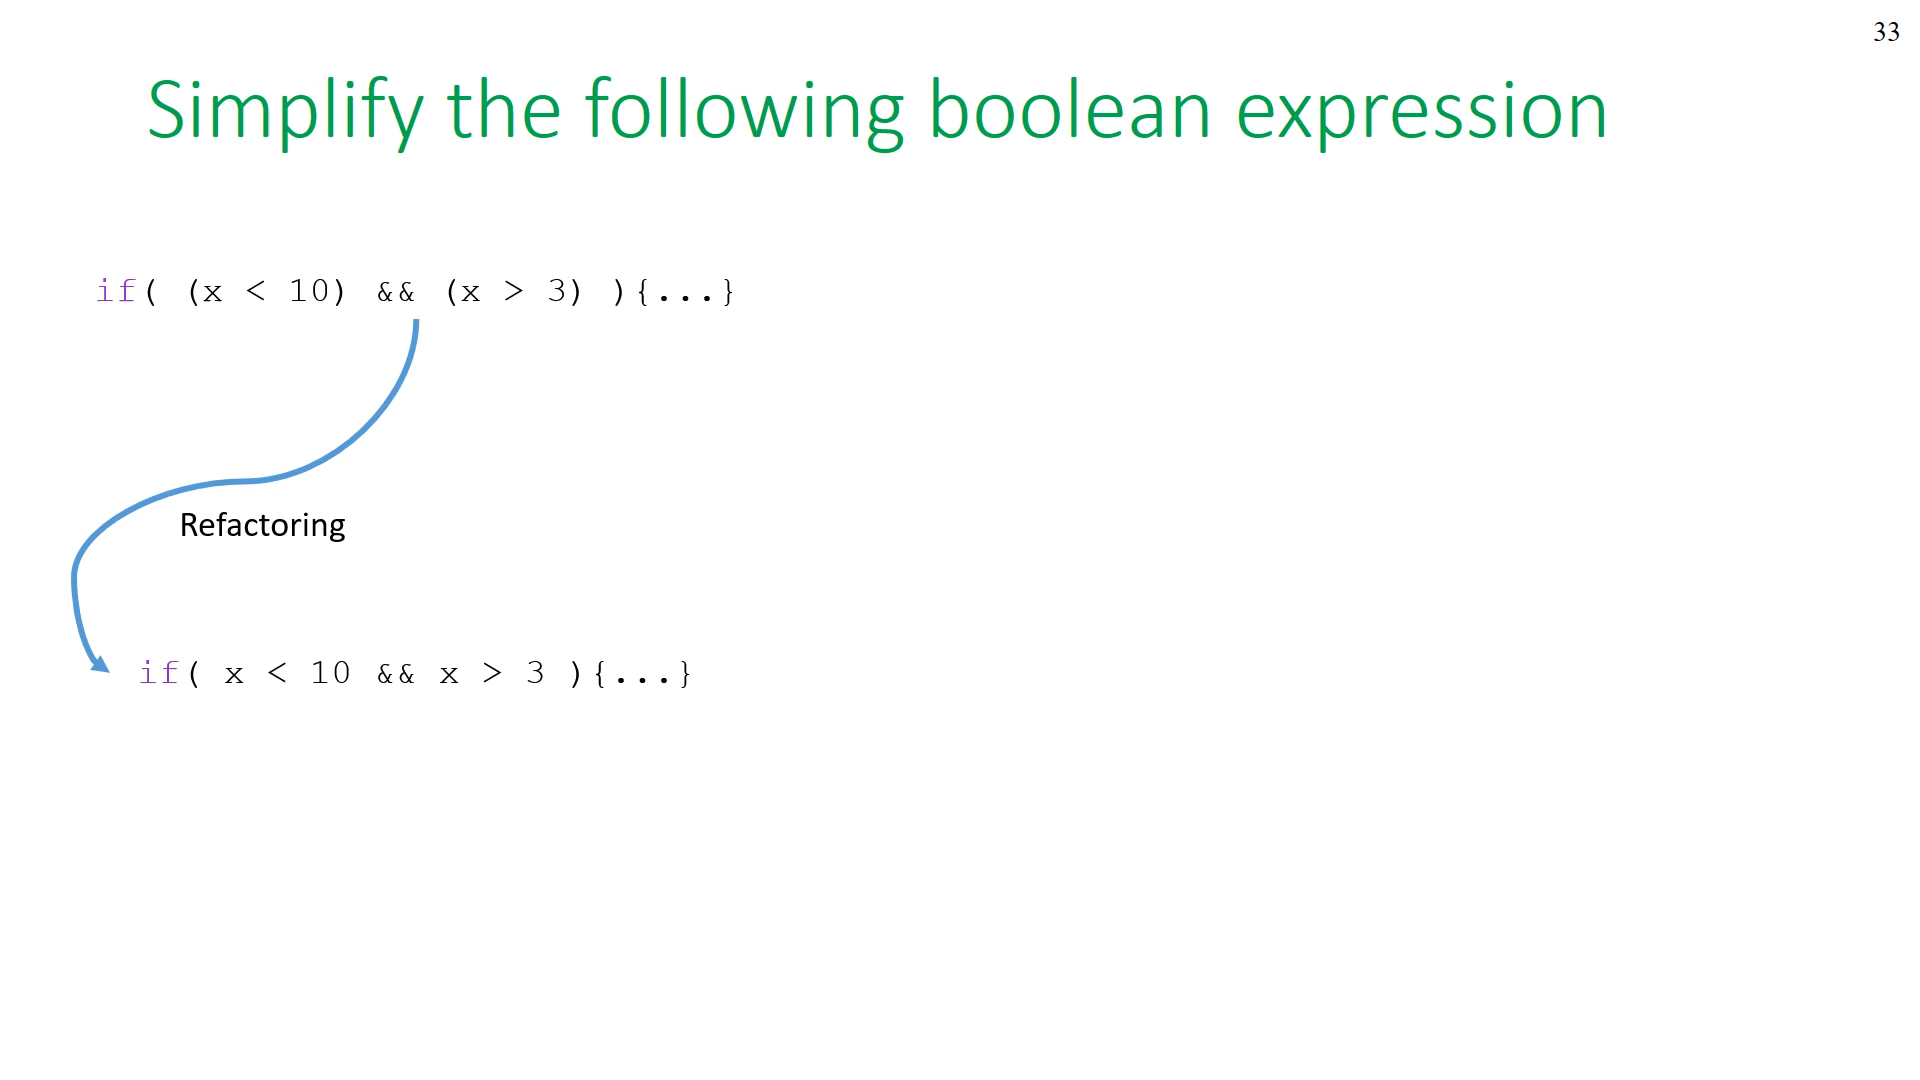 33
Simplify the following boolean expression
if( (x < 10) && (x > 3) ){...}
Refactoring
if( x < 10 && x > 3 ){...}